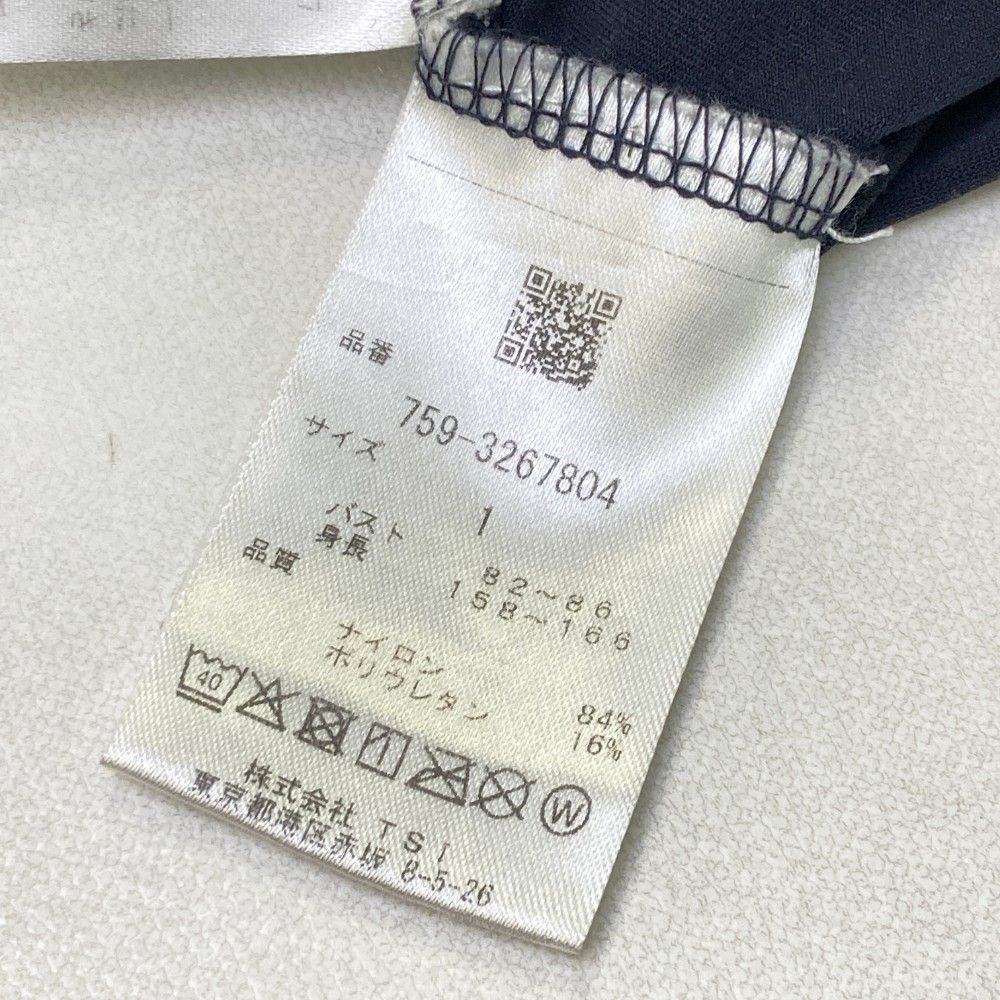 品番
759-3267804
サイズ
1
バスト 82～86
身長 158～166
品質
ナイロン 84%
ポリウレタン 16%
40
W
株式会社 TSI
東京都港区赤坂 8-5-26